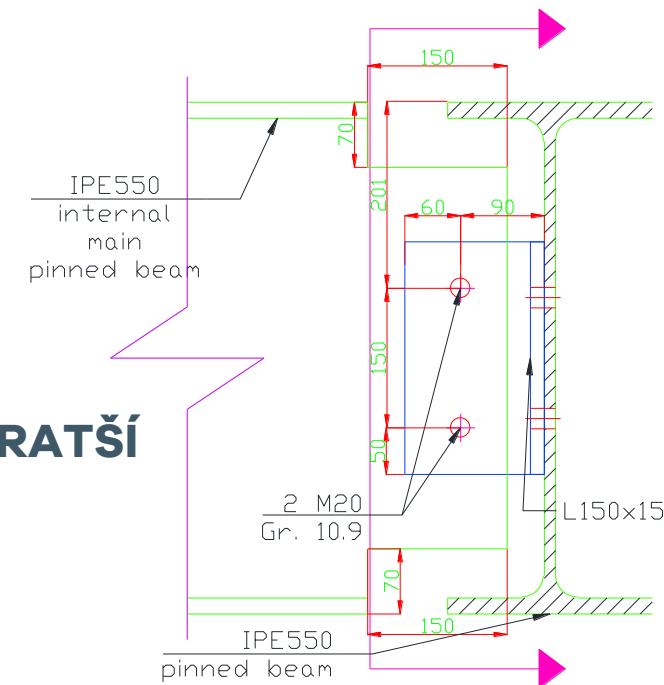 150
70
IPE550
internal
main
pinned beam
201
60
90
150
RATŠÍ
50
2 M20
Gr. 10.9
L150x15
70
150
IPE550
pinned beam